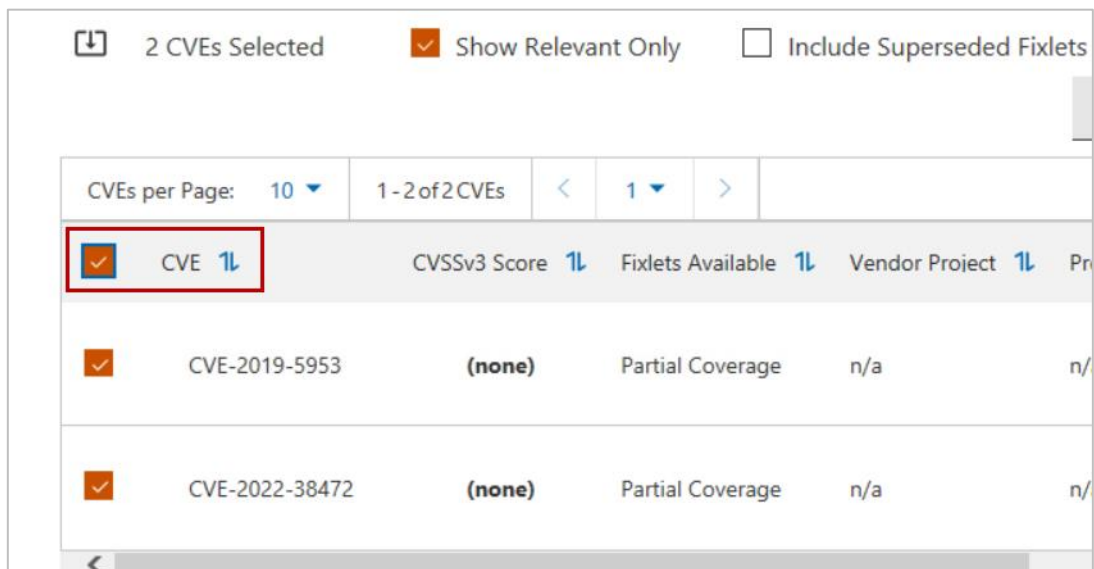 2 CVEs Selected Show Relevant Only Include Superseded Fixlets
CVEs per Page: 10 1 - 2 of 2 CVEs < 1 >
CVE CVSSv3 Score Fixlets Available Vendor Project
CVE-2019-5953 (none) Partial Coverage n/a
CVE-2022-38472 (none) Partial Coverage n/a